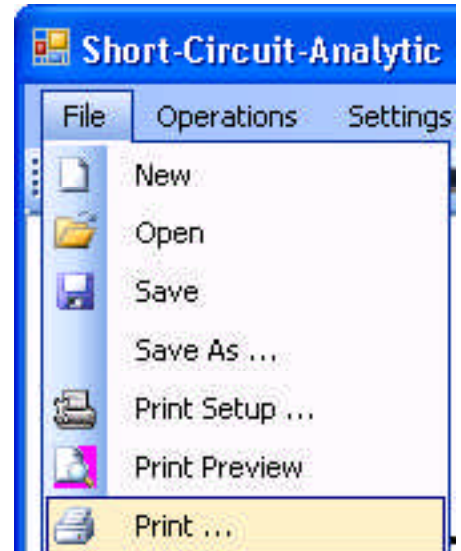 Short-Circuit-Analytic
File Operations Settings
New
Open
Save
Save As ...
Print Setup ...
Print Preview
Print ...